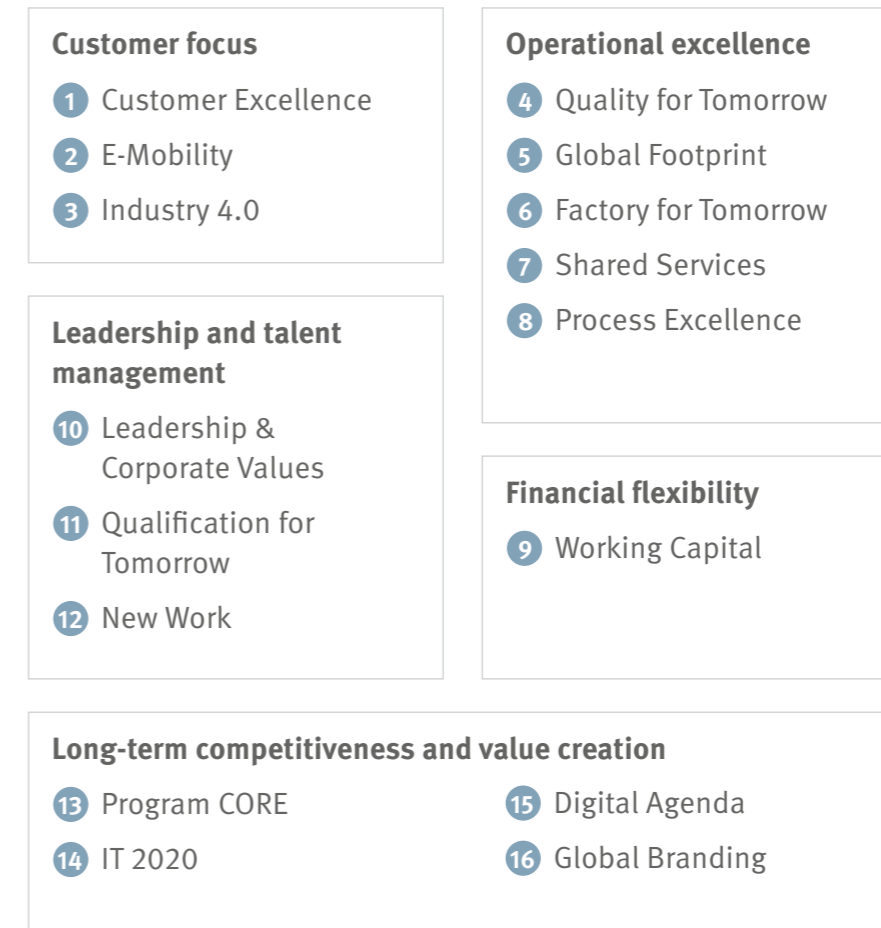 Customer focus
1 Customer Excellence
2 E-Mobility
3 Industry 4.0
Operational excellence
4 Quality for Tomorrow
5 Global Footprint
6 Factory for Tomorrow
7 Shared Services
8 Process Excellence
Leadership and talent
management
10 Leadership &
Corporate Values
11 Qualification for
Tomorrow
12 New Work
Financial flexibility
9 Working Capital
Long-term competitiveness and value creation
13 Program CORE
14 IT 2020
15 Digital Agenda
16 Global Branding